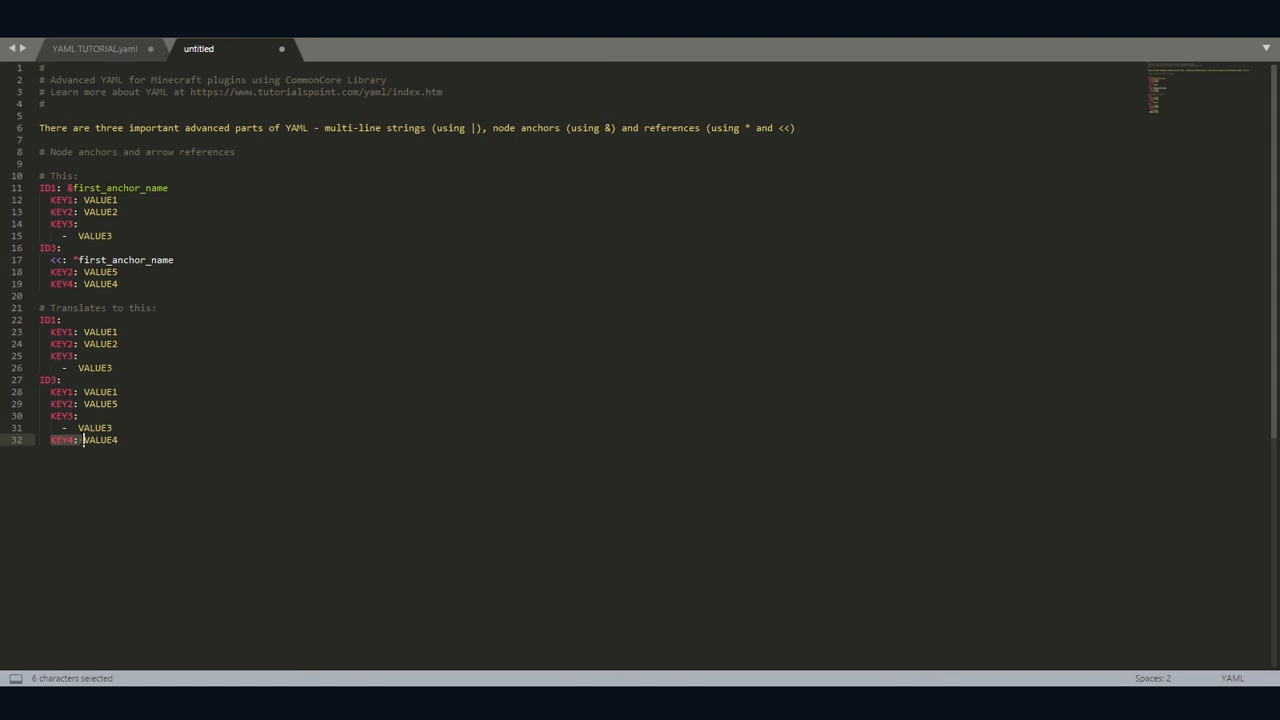 YAML TUTORIAL.yaml
untitled
1 #
2 # Advanced YAML for Minecraft plugins using CommonCore Library
3 # Learn more about YAML at https://www.tutorialspoint.com/yaml/index.htm
4 #
5
6 There are three important advanced parts of YAML - multi-line strings (using |), node anchors (using &) and references (using * and <<)
7
8 # Node anchors and arrow references
9
10 # This:
11 ID1: &first_anchor_name
12 KEY1: VALUE1
13 KEY2: VALUE2
14 KEY3:
15 - VALUE3
16 ID3:
17 <<: *first_anchor_name
18 KEY2: VALUE5
19 KEY4: VALUE4
20
21 # Translates to this:
22 ID1:
23 KEY1: VALUE1
24 KEY2: VALUE2
25 KEY3:
26 - VALUE3
27 ID3:
28 KEY1: VALUE1
29 KEY2: VALUE5
30 KEY3:
31 - VALUE3
32 KEY4: VALUE4
6 characters selected
Spaces: 2
YAML